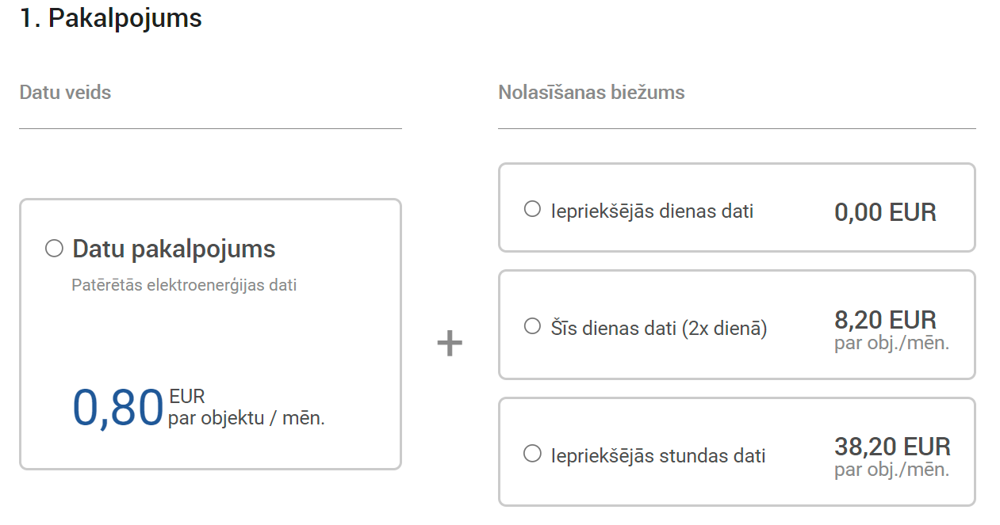 1. Pakalpojums
Datu veids
Nolasīšanas biežums
Datu pakalpojums
Patērētās elektroenerģijas dati
0,80 EUR
par objektu / mēn.
+
Iepriekšējās dienas dati 0,00 EUR
Šīs dienas dati (2x dienā) 8,20 EUR
par obj./mēn.
Iepriekšējās stundas dati 38,20 EUR
par obj./mēn.